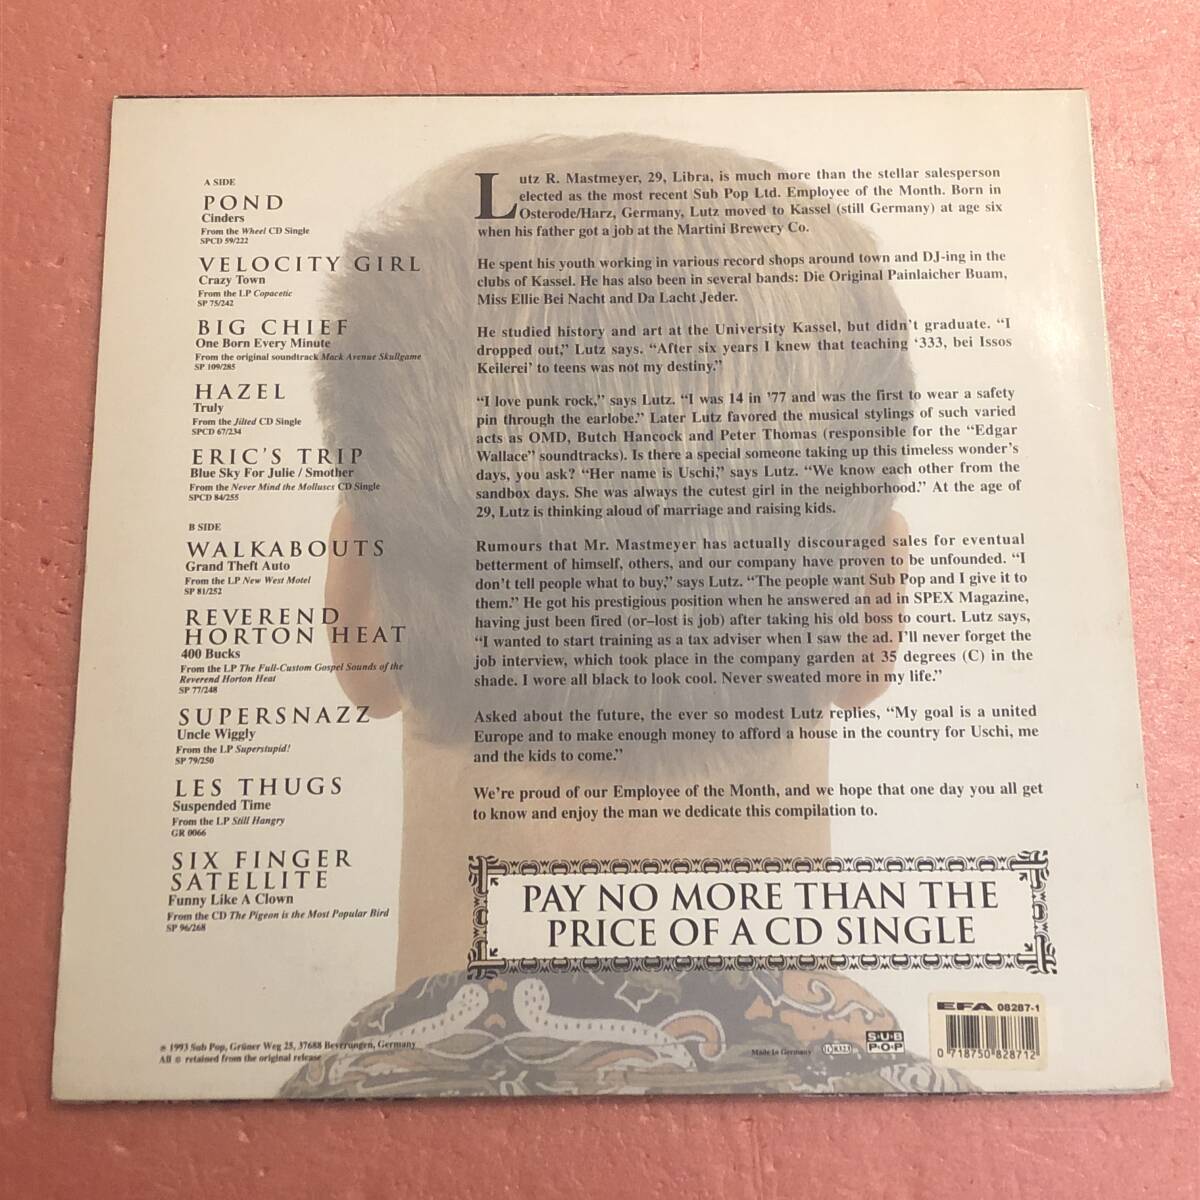 A SIDE
POND
Cinders
From the Wheel CD Single
SPCD 59/222
VELOCITY GIRL
Crazy Town
From the LP Copacetic
SP 75/242
BIG CHIEF
One Born Every Minute
From the original soundtrack Mack Avenue Skullgame
SP 109/285
HAZEL
Truly
From the Jilted CD Single
SPCD 67/234
ERIC'S TRIP
Blue Sky For Julie / Smother
From the Never Mind the Molluscs CD Single
SPCD 84/255
B SIDE
WALKABOUTS
Grand Theft Auto
From the LP New West Motel
SP 81/252
REVEREND
HORTON HEAT
400 Bucks
From the LP The Full-Custom Gospel Sounds of the
Reverend Horton Heat
SP 77/248
SUPERSNAZZ
Uncle Wiggly
From the LP Superstupid!
SP 79/250
LES THUGS
Suspended Time
From the LP Still Hangry
GR 0066
SIX FINGER
SATELLITE
Funny Like A Clown
From the CD The Pigeon is the Most Popular Bird
SP 96/268
℗ 1993 Sub Pop, Grüner Weg 25, 37688 Beverungen, Germany
All © retained from the original release
Lutz R. Mastmeyer, 29, Libra, is much more than the stellar salesperson
elected as the most recent Sub Pop Ltd. Employee of the Month. Born in
Osterode/Harz, Germany, Lutz moved to Kassel (still Germany) at age six
when his father got a job at the Martini Brewery Co.
He spent his youth working in various record shops around town and DJ-ing in the
clubs of Kassel. He has also been in several bands: Die Original Painlaicher Buam,
Miss Ellie Bei Nacht and Da Lacht Jeder.
He studied history and art at the University Kassel, but didn't graduate. "I
dropped out," Lutz says. "After six years I knew that teaching '333, bei Issos
Keilerei' to teens was not my destiny."
"I love punk rock," says Lutz. "I was 14 in '77 and was the first to wear a safety
pin through the earlobe." Later Lutz favored the musical stylings of such varied
acts as OMD, Butch Hancock and Peter Thomas (responsible for the "Edgar
Wallace" soundtracks). Is there a special someone taking up this timeless wonder's
days, you ask? "Her name is Uschi," says Lutz. "We know each other from the
sandbox days. She was always the cutest girl in the neighborhood." At the age of
29, Lutz is thinking aloud of marriage and raising kids.
Rumours that Mr. Mastmeyer has actually discouraged sales for eventual
betterment of himself, others, and our company have proven to be unfounded. "I
don't tell people what to buy," says Lutz. "The people want Sub Pop and I give it to
them." He got his prestigious position when he answered an ad in SPEX Magazine,
having just been fired (or–lost is job) after taking his old boss to court. Lutz says,
"I wanted to start training as a tax adviser when I saw the ad. I'll never forget the
job interview, which took place in the company garden at 35 degrees (C) in the
shade. I wore all black to look cool. Never sweated more in my life."
Asked about the future, the ever so modest Lutz replies, "My goal is a united
Europe and to make enough money to afford a house in the country for Uschi, me
and the kids to come."
We're proud of our Employee of the Month, and we hope that one day you all get
to know and enjoy the man we dedicate this compilation to.
PAY NO MORE THAN THE
PRICE OF A CD SINGLE
Made in Germany
SUB
POP
EFA 08287-1
0 718750 828712